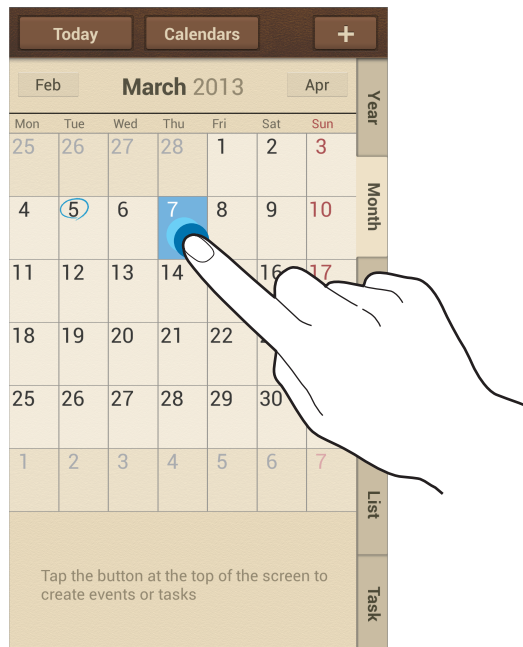 Today Calendars +
Feb March 2013 Apr
Year
Mon Tue Wed Thu Fri Sat Sun
25 26 27 28 1 2 3
Month
4 5 6 7 8 9 10
11 12 13 14 16 17
18 19 20 21 22
25 26 27 28 29 30
1 2 3 4 5 6 7
List
Tap the button at the top of the screen to
create events or tasks
Task